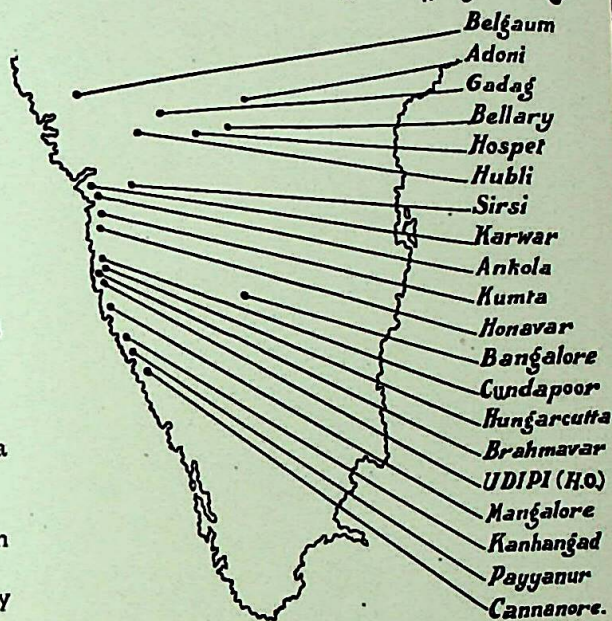 Belgaum
Adoni
Gadag
Bellary
Hospet
Hubli
Sirsi
Karwar
Ankola
Kumta
Honavar
Bangalore
Cundapoor
Hungarcutta
Brahmavar
UDIPI (H.O.)
Mangalore
Kanhangad
Payyanur
Cannanore.